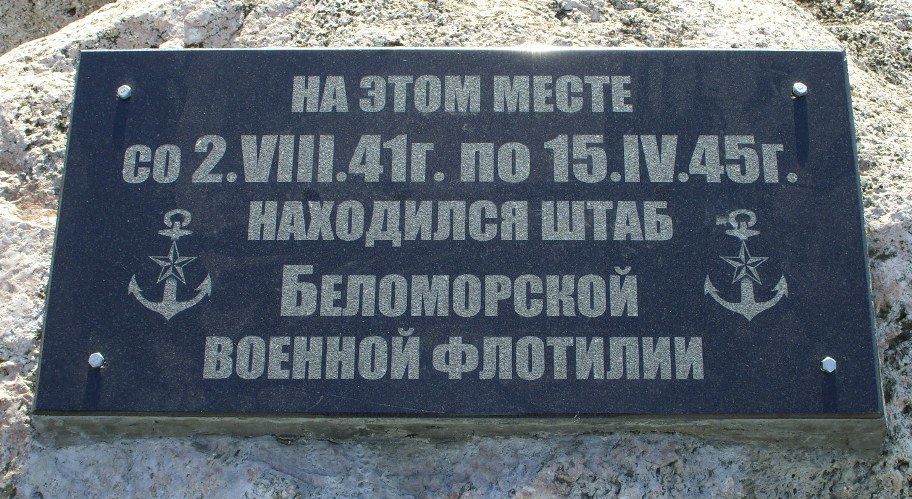 НА ЭТОМ МЕСТЕ
СО 2.VIII.41Г. ПО 15.IV.45Г.
НАХОДИЛСЯ ШТАБ
БЕЛОМОРСКОЙ
ВОЕННОЙ ФЛОТИЛИИ